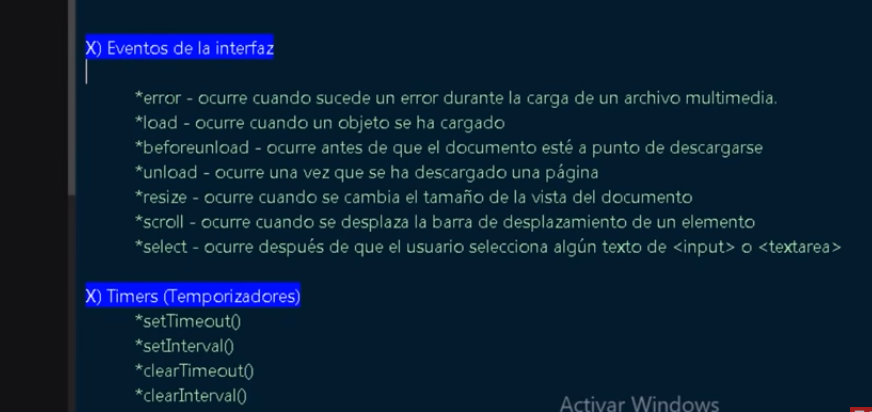 X) Eventos de la interfaz
*error - ocurre cuando sucede un error durante la carga de un archivo multimedia.
*load - ocurre cuando un objeto se ha cargado
*beforeunload - ocurre antes de que el documento esté a punto de descargarse
*unload - ocurre una vez que se ha descargado una página
*resize - ocurre cuando se cambia el tamaño de la vista del documento
*scroll - ocurre cuando se desplaza la barra de desplazamiento de un elemento
*select - ocurre después de que el usuario selecciona algún texto de <input> o <textarea>
X) Timers (Temporizadores)
*setTimeout()
*setInterval()
*clearTimeout()
*clearInterval()
Activar Windows